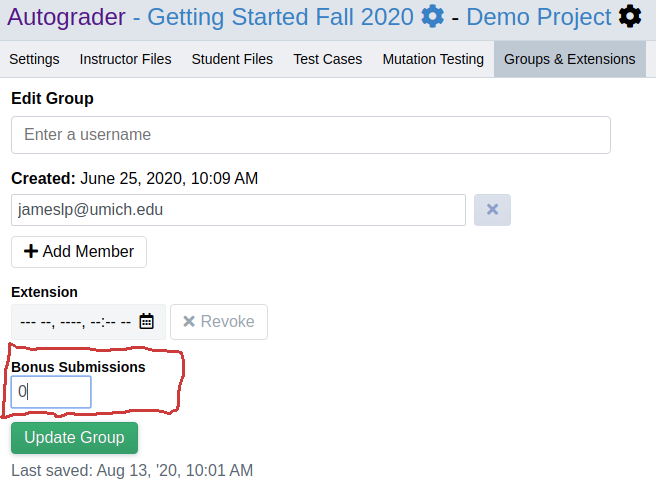 Autograder - Getting Started Fall 2020 - Demo Project
Settings Instructor Files Student Files Test Cases Mutation Testing Groups & Extensions
Edit Group
Enter a username
Created: June 25, 2020, 10:09 AM
jameslp@umich.edu
Add Member
Extension
--- --, ----, --:-- -- Revoke
Bonus Submissions
0
Update Group
Last saved: Aug 13, '20, 10:01 AM